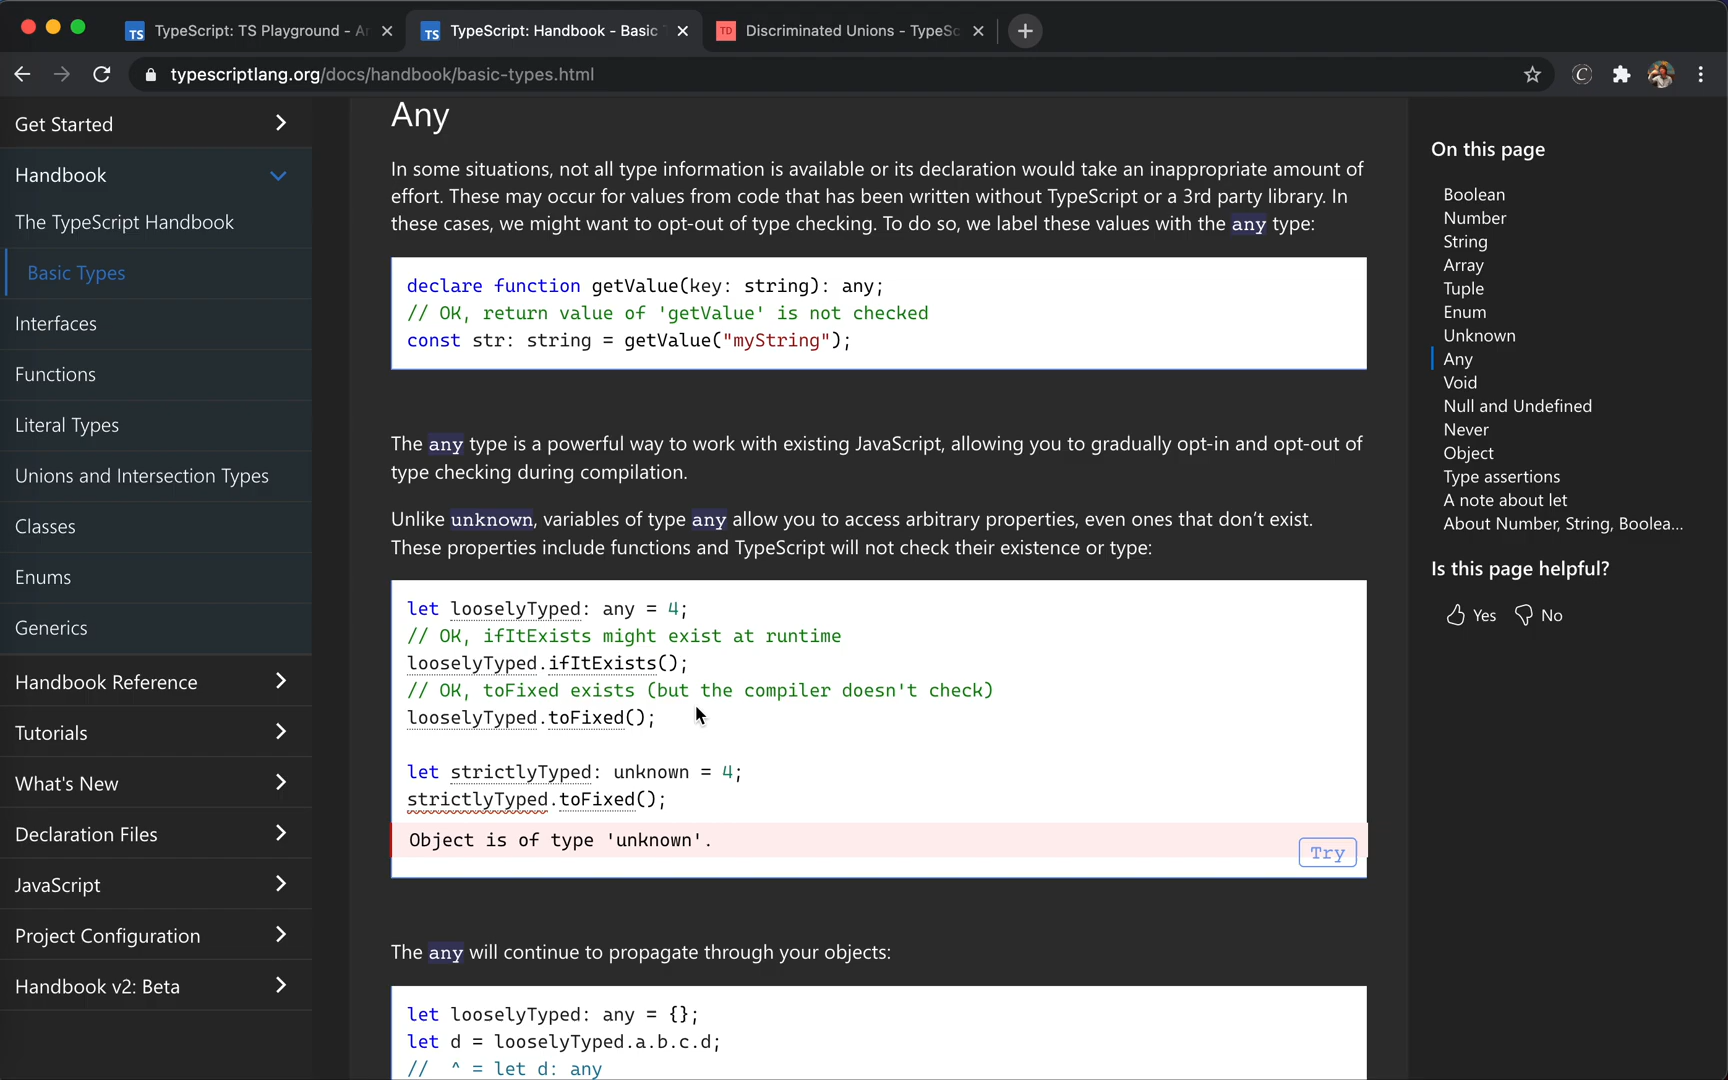 TS TypeScript: TS Playground - A
TS TypeScript: Handbook - Basic
TD Discriminated Unions - TypeSc
typescriptlang.org/docs/handbook/basic-types.html
Get Started
Handbook
The TypeScript Handbook
Basic Types
Interfaces
Functions
Literal Types
Unions and Intersection Types
Classes
Enums
Generics
Handbook Reference
Tutorials
What's New
Declaration Files
JavaScript
Project Configuration
Handbook v2: Beta
Any
In some situations, not all type information is available or its declaration would take an inappropriate amount of
effort. These may occur for values from code that has been written without TypeScript or a 3rd party library. In
these cases, we might want to opt-out of type checking. To do so, we label these values with the any type:
declare function getValue(key: string): any;
// OK, return value of 'getValue' is not checked
const str: string = getValue("myString");
The any type is a powerful way to work with existing JavaScript, allowing you to gradually opt-in and opt-out of
type checking during compilation.
Unlike unknown, variables of type any allow you to access arbitrary properties, even ones that don’t exist.
These properties include functions and TypeScript will not check their existence or type:
let looselyTyped: any = 4;
// OK, ifItExists might exist at runtime
looselyTyped.ifItExists();
// OK, toFixed exists (but the compiler doesn't check)
looselyTyped.toFixed();
let strictlyTyped: unknown = 4;
strictlyTyped.toFixed();
Object is of type 'unknown'.
Try
The any will continue to propagate through your objects:
let looselyTyped: any = {};
let d = looselyTyped.a.b.c.d;
// ^ = let d: any
On this page
Boolean
Number
String
Array
Tuple
Enum
Unknown
Any
Void
Null and Undefined
Never
Object
Type assertions
A note about let
About Number, String, Boolea...
Is this page helpful?
Yes No